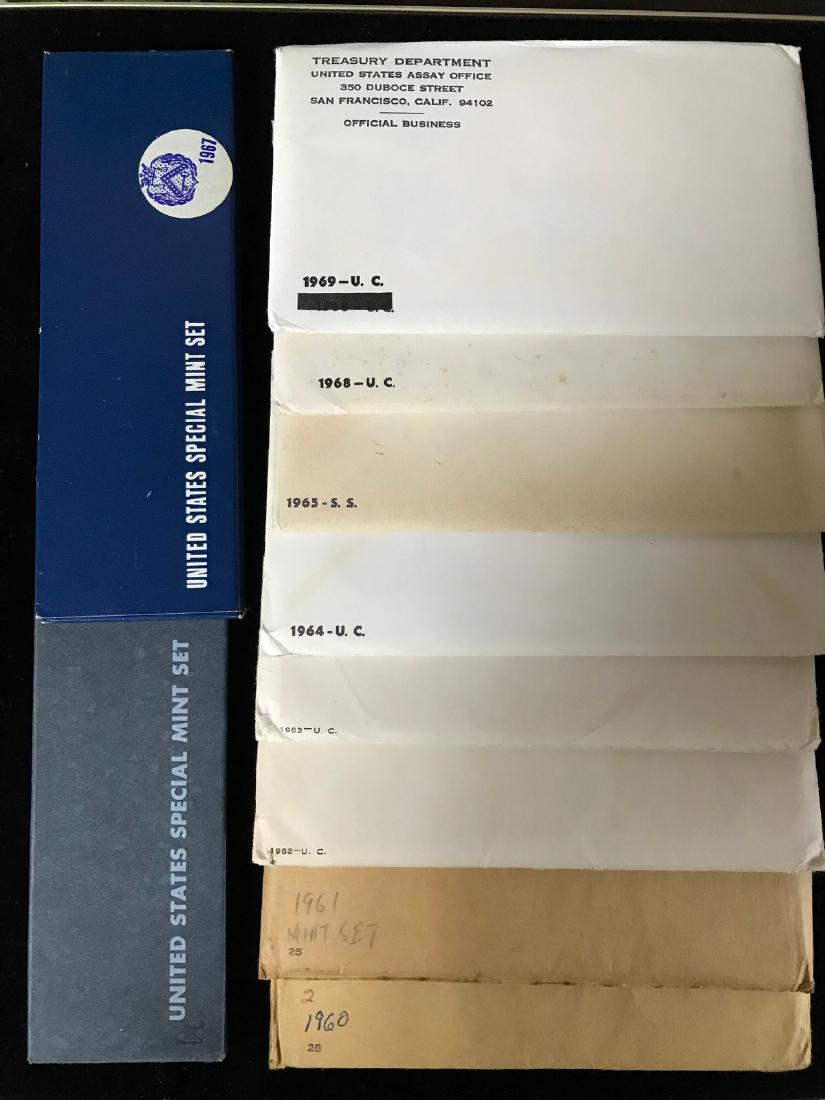 1967
UNITED STATES SPECIAL MINT SET
UNITED STATES SPECIAL MINT SET
66
TREASURY DEPARTMENT
UNITED STATES ASSAY OFFICE
350 DUBOCE STREET
SAN FRANCISCO, CALIF. 94102
OFFICIAL BUSINESS
1969-U. C.
1968-U. C.
1965-S. S.
1964-U. C.
1963-U. C.
1962-U. C.
1961
MINT SET
25
2
1960
28